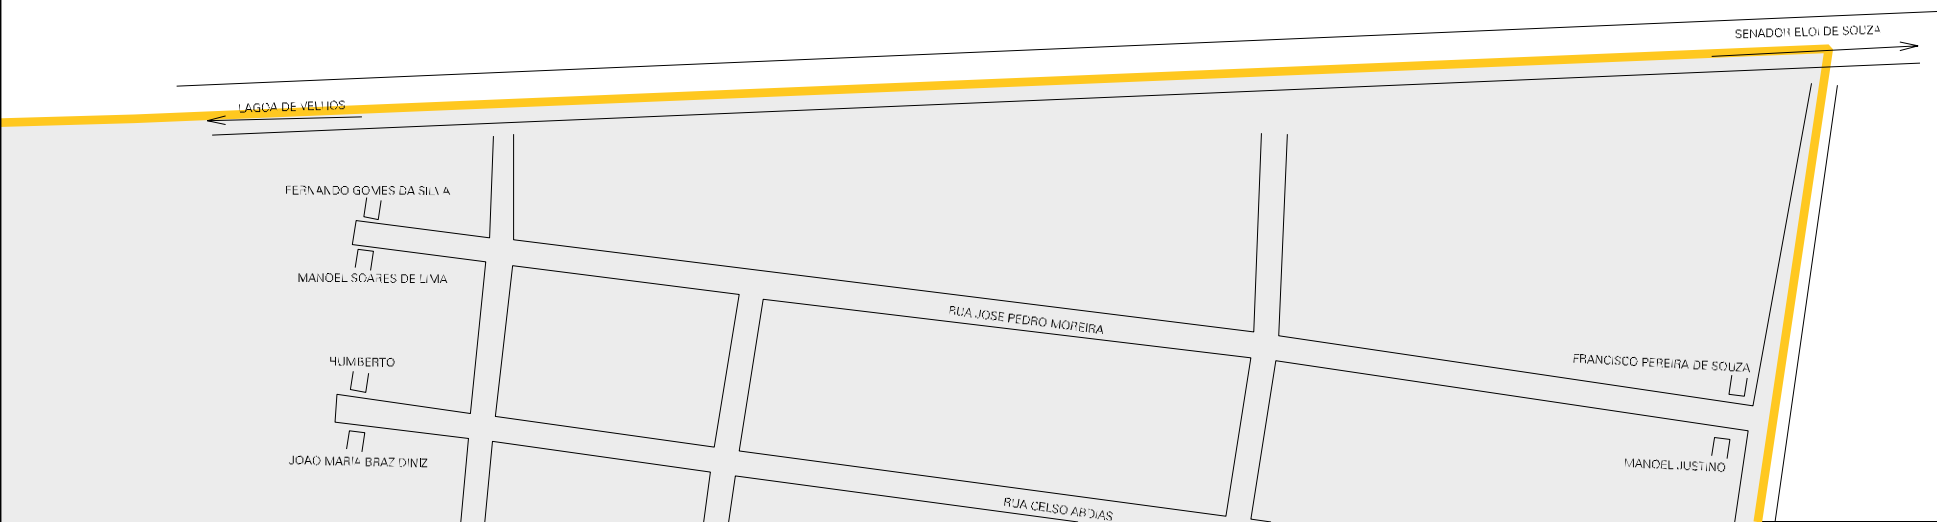 SENADOR ELOI DE SOUZA
LAGOA DE VELHOS
FERNANDO GOMES DA SILVA
MANOEL SOARES DE LIMA
RUA JOSE PEDRO MOREIRA
HUMBERTO
FRANCISCO PEREIRA DE SOUZA
JOAO MARIA BRAZ DINIZ
MANOEL JUSTINO
RUA CELSO ABDIAS